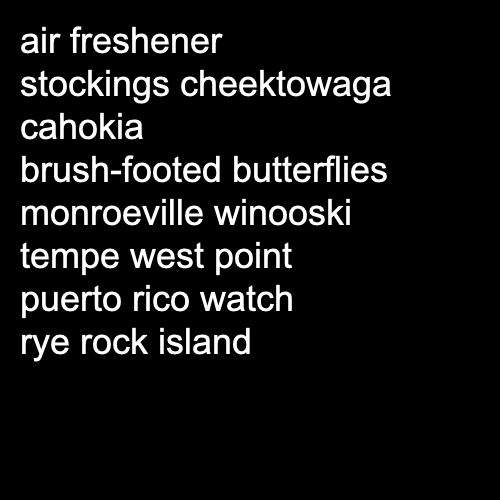 air freshener
stockings cheektowaga
cahokia
brush-footed butterflies
monroeville winooski
tempe west point
puerto rico watch
rye rock island